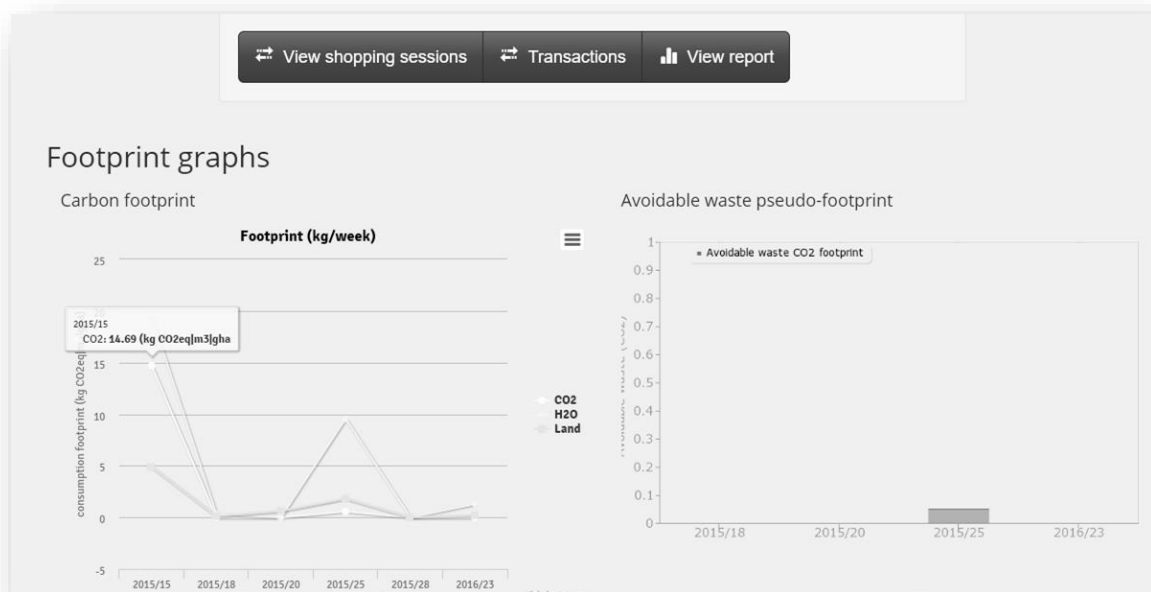 View shopping sessions
Transactions
View report
Footprint graphs
Carbon footprint
Footprint (kg/week)
25
2015/15
CO2: 14.69 (kg CO2eq|m3|gha
15
10
5
0
-5
consumption footprint (kg CO2eq|
2015/15 2015/18 2015/20 2015/25 2015/28 2016/23
CO2
H2O
Land
Avoidable waste pseudo-footprint
Avoidable waste CO2 footprint
1
0.9
0.8
0.7
0.6
0.5
0.4
0.3
0.2
0.1
0
Avoidable waste (CO2)
2015/18 2015/20 2015/25 2016/23